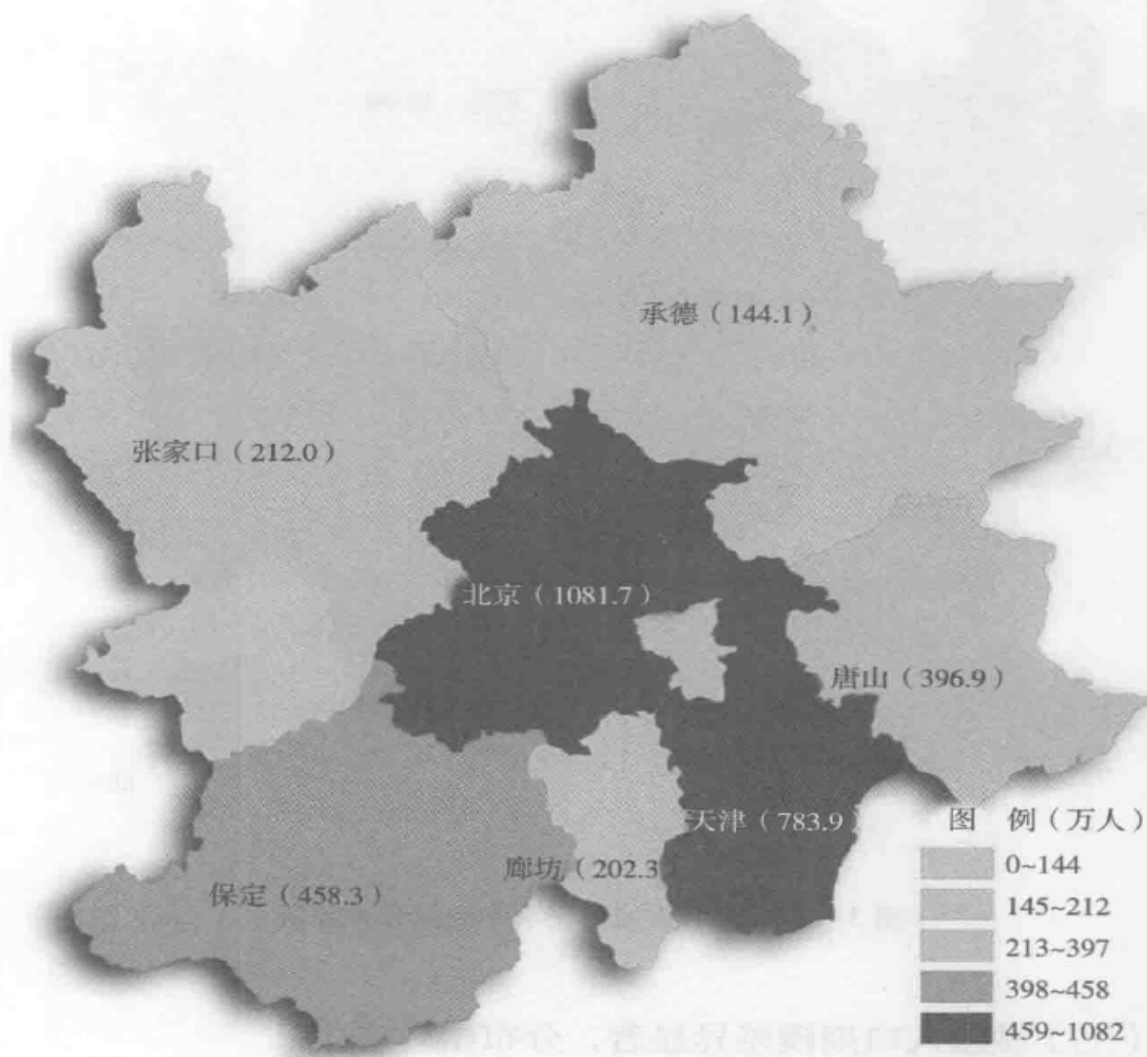 承德（144.1）
张家口（212.0）
北京（1081.7）
唐山（396.9）
天津（783.9）
廊坊（202.3
保定（458.3）
图 例（万人）
0~144
145~212
213~397
398~458
459~1082